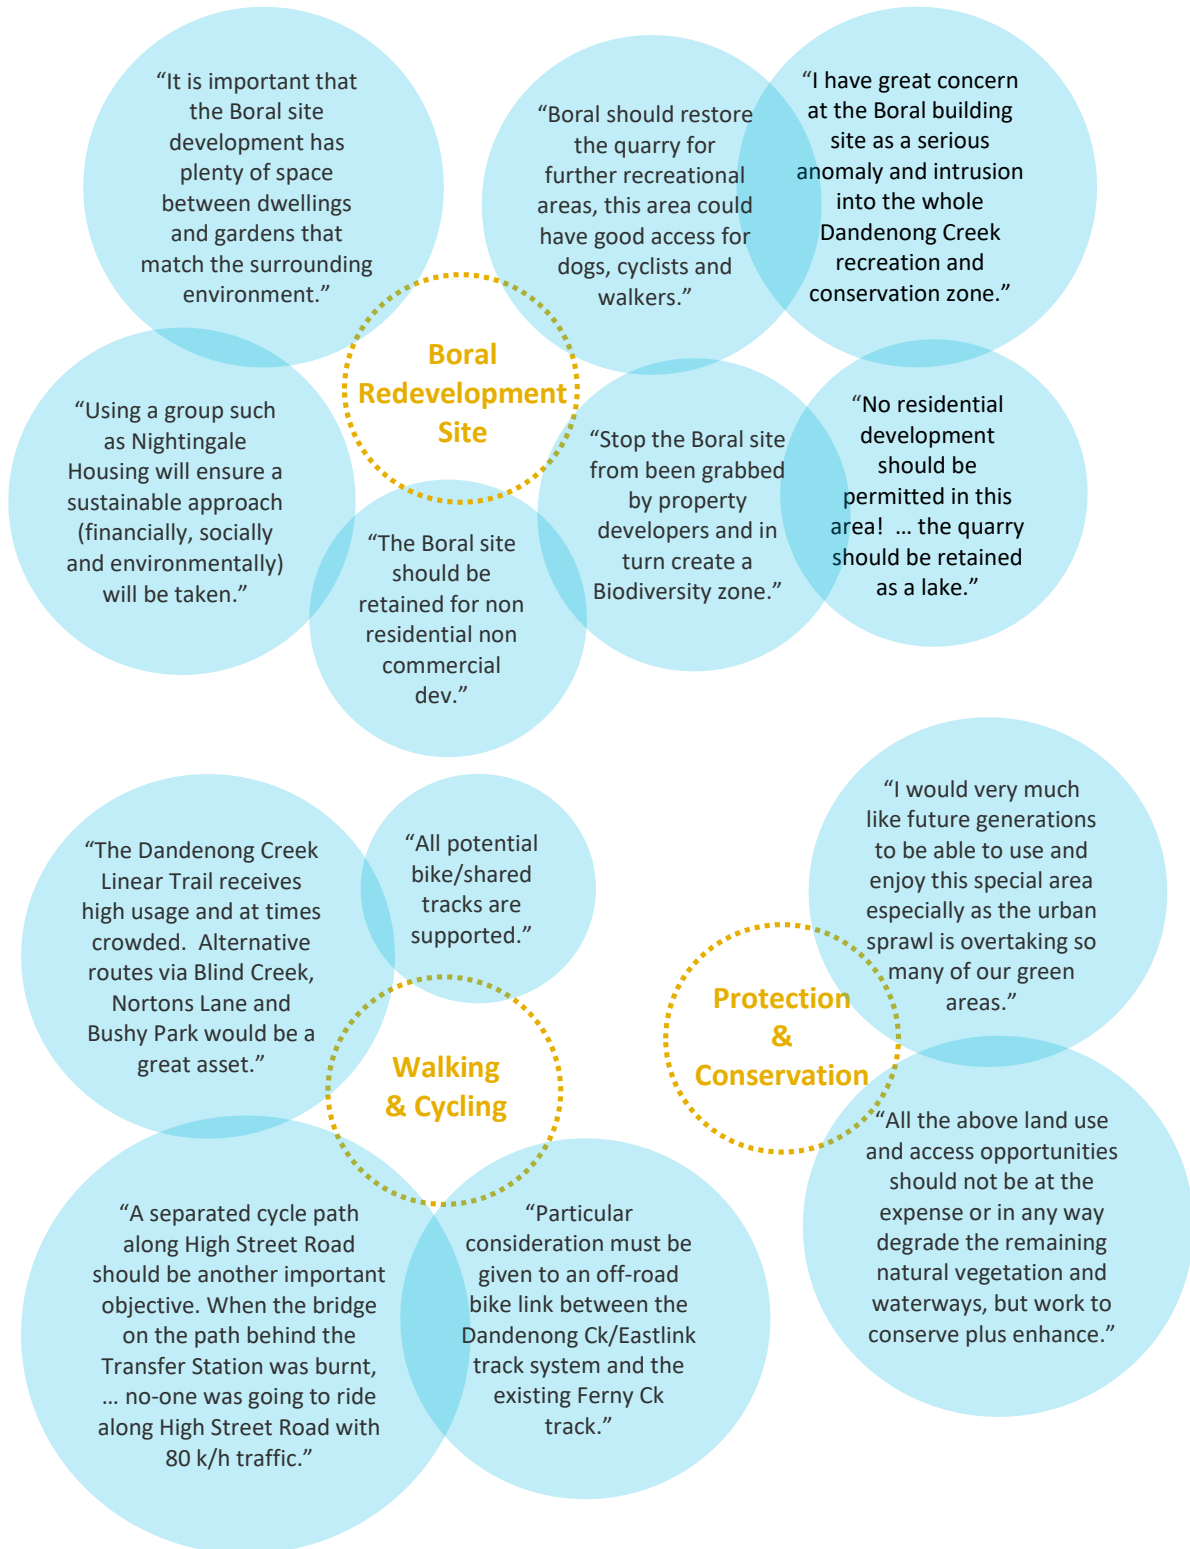 “It is important that
the Boral site
development has
plenty of space
between dwellings
and gardens that
match the surrounding
environment.”
“Boral should restore
the quarry for
further recreational
areas, this area could
have good access for
dogs, cyclists and
walkers.”
“I have great concern
at the Boral building
site as a serious
anomaly and intrusion
into the whole
Dandenong Creek
recreation and
conservation zone.”
Boral
Redevelopment
Site
“Using a group such
as Nightingale
Housing will ensure a
sustainable approach
(financially, socially
and environmentally)
will be taken.”
“The Boral site
should be
retained for non
residential non
commercial
dev.”
“Stop the Boral site
from been grabbed
by property
developers and in
turn create a
Biodiversity zone.”
“No residential
development
should be
permitted in this
area!  … the quarry
should be retained
as a lake.”
“The Dandenong Creek
Linear Trail receives
high usage and at times
crowded.  Alternative
routes via Blind Creek,
Nortons Lane and
Bushy Park would be a
great asset.”
“All potential
bike/shared
tracks are
supported.”
Walking
& Cycling
“A separated cycle path
along High Street Road
should be another important
objective. When the bridge
on the path behind the
Transfer Station was burnt,
… no-one was going to ride
along High Street Road with
80 k/h traffic.”
“Particular
consideration must be
given to an off-road
bike link between the
Dandenong Ck/Eastlink
track system and the
existing Ferny Ck
track.”
“I would very much
like future generations
to be able to use and
enjoy this special area
especially as the urban
sprawl is overtaking so
many of our green
areas.”
Protection
&
Conservation
“All the above land use
and access opportunities
should not be at the
expense or in any way
degrade the remaining
natural vegetation and
waterways, but work to
conserve plus enhance.”